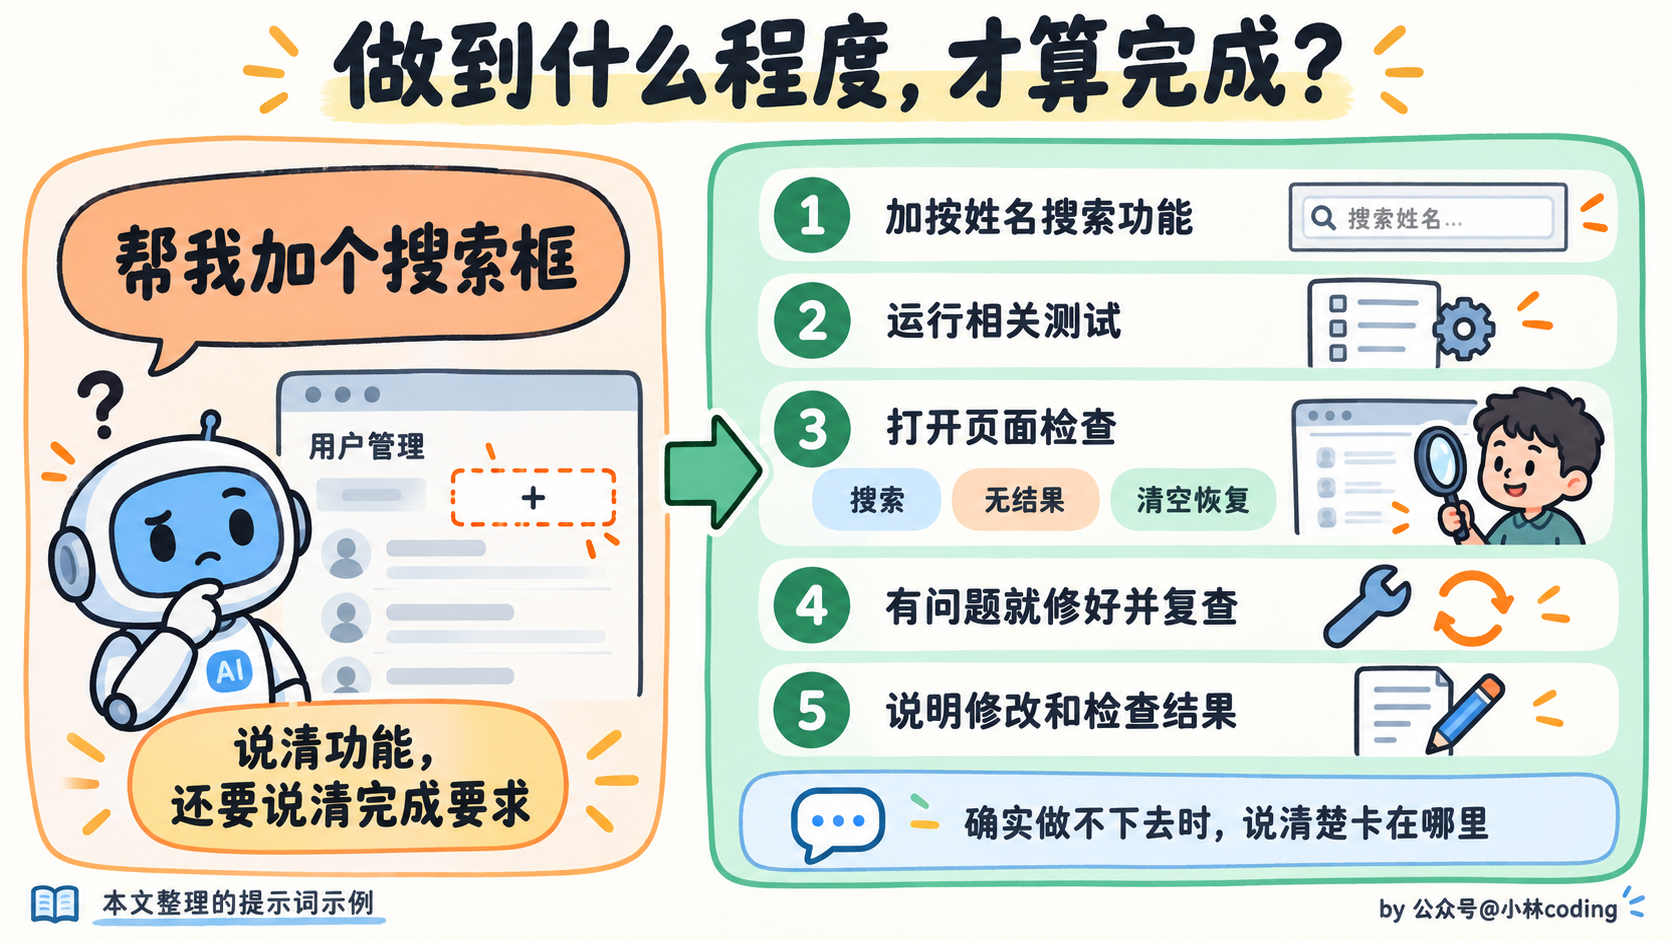 做到什么程度，才算完成？
帮我加个搜索框
?
用户管理
+
AI
说清功能，
还要说清完成要求
1 加按姓名搜索功能
搜索姓名...
2 运行相关测试
3 打开页面检查
搜索 无结果 清空恢复
4 有问题就修好并复查
5 说明修改和检查结果
确实做不下去时，说清楚卡在哪里
本文整理的提示词示例
by 公众号@小林coding